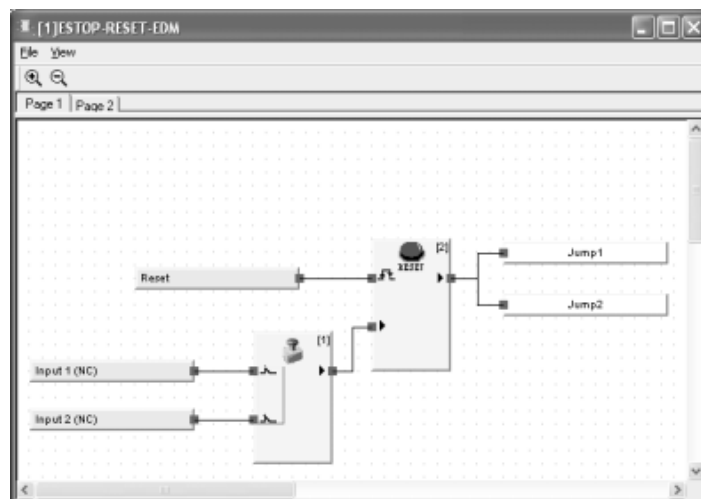 [1]ESTOP-RESET-EDM
File View
Page 1 Page 2
[2]
RESET
Jump1
Reset
Jump2
[1]
Input 1 (NC)
Input 2 (NC)